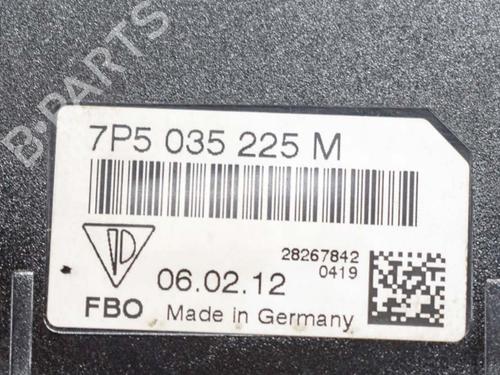 B-PARTS
7P5 035 225 M
28267842
0419
06.02.12
FBO
Made in Germany